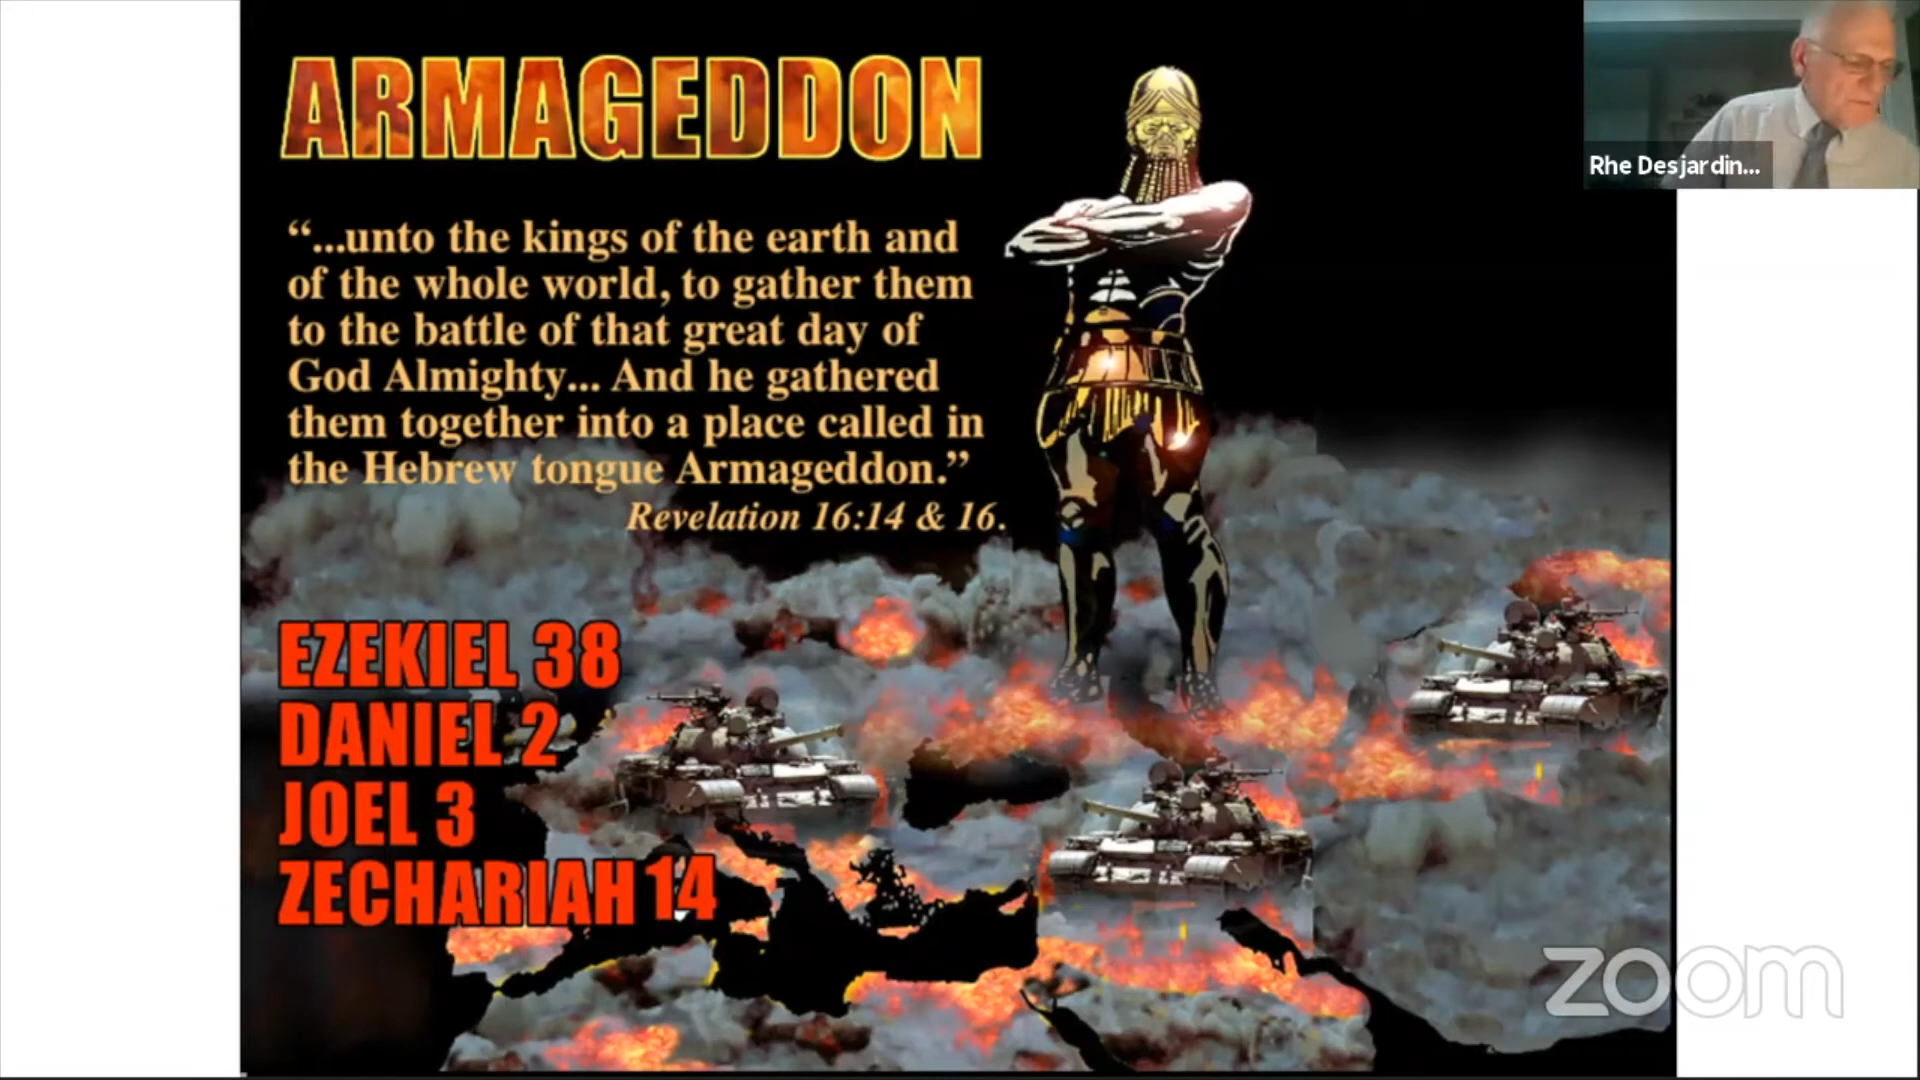 ARMAGEDDON
“...unto the kings of the earth and
of the whole world, to gather them
to the battle of that great day of
God Almighty... And he gathered
them together into a place called in
the Hebrew tongue Armageddon.”
Revelation 16:14 & 16.
EZEKIEL 38
DANIEL 2
JOEL 3
ZECHARIAH 14
Rhe Desjardin...
zoom